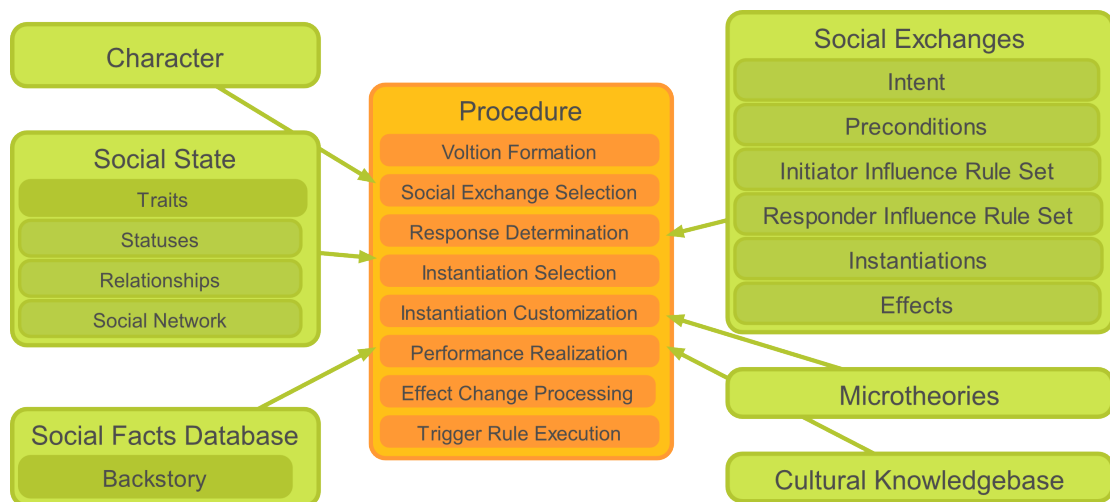 Character
Social State
Traits
Statuses
Relationships
Social Network
Social Facts Database
Backstory
Procedure
Voltion Formation
Social Exchange Selection
Response Determination
Instantiation Selection
Instantiation Customization
Performance Realization
Effect Change Processing
Trigger Rule Execution
Social Exchanges
Intent
Preconditions
Initiator Influence Rule Set
Responder Influence Rule Set
Instantiations
Effects
Microtheories
Cultural Knowledgebase